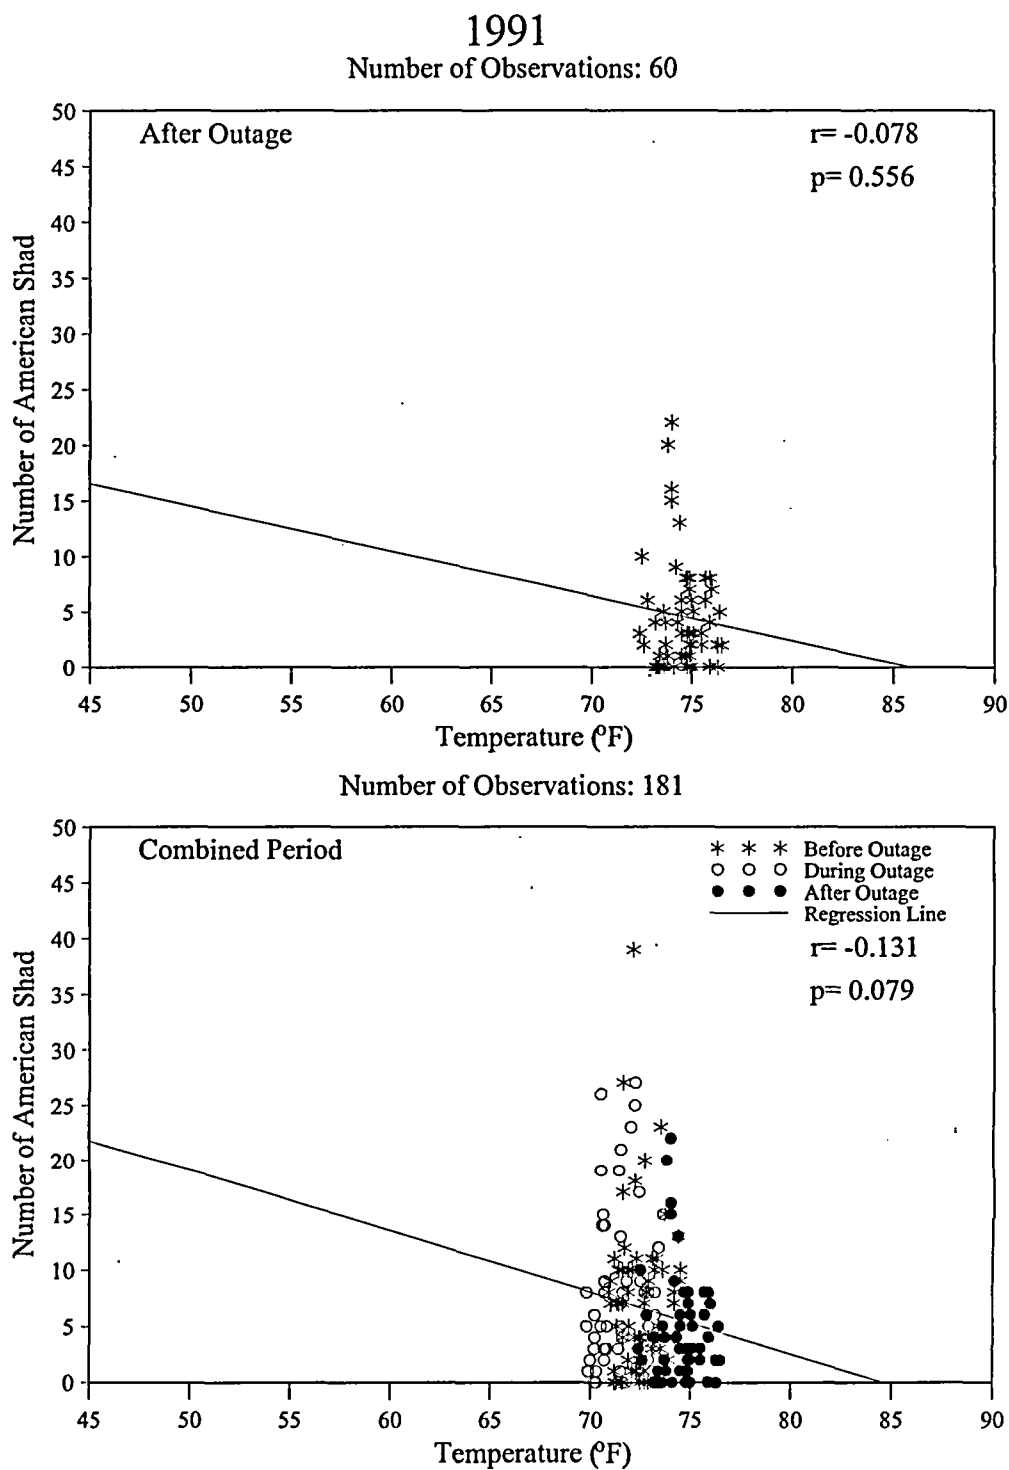 1991
Number of Observations: 60
After Outage
r= -0.078
p= 0.556
50
45
40
35
30
25
20
15
10
5
0
Number of American Shad
45 50 55 60 65 70 75 80 85 90
Temperature (ºF)
Number of Observations: 181
Combined Period
Before Outage
During Outage
After Outage
Regression Line
r= -0.131
p= 0.079
50
45
40
35
30
25
20
15
10
5
0
Number of American Shad
45 50 55 60 65 70 75 80 85 90
Temperature (ºF)